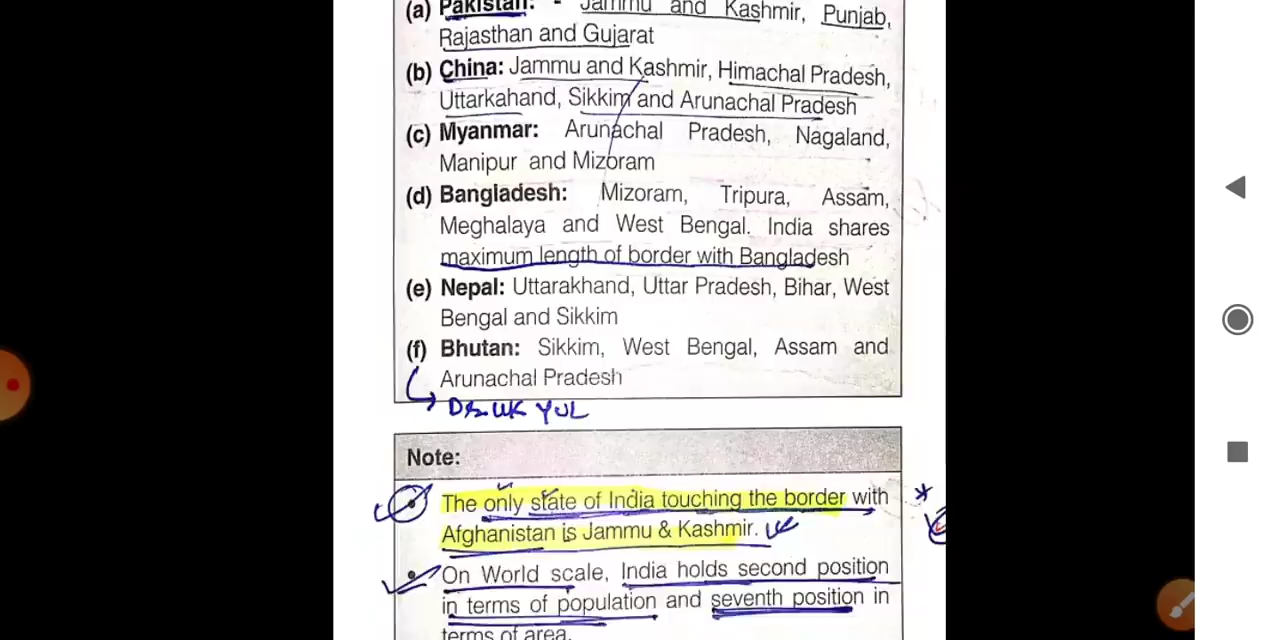 (a) Pakistan: - Jammu and Kashmir, Punjab,
Rajasthan and Gujarat
(b) China: Jammu and Kashmir, Himachal Pradesh,
Uttarkahand, Sikkim and Arunachal Pradesh
(c) Myanmar: Arunachal Pradesh, Nagaland,
Manipur and Mizoram
(d) Bangladesh: Mizoram, Tripura, Assam,
Meghalaya and West Bengal. India shares
maximum length of border with Bangladesh
(e) Nepal: Uttarakhand, Uttar Pradesh, Bihar, West
Bengal and Sikkim
(f) Bhutan: Sikkim, West Bengal, Assam and
Arunachal Pradesh
YUL
Note:
The only state of India touching the border with
Afghanistan is Jammu & Kashmir.
On World scale, India holds second position
in terms of population and seventh position in
terms of area.